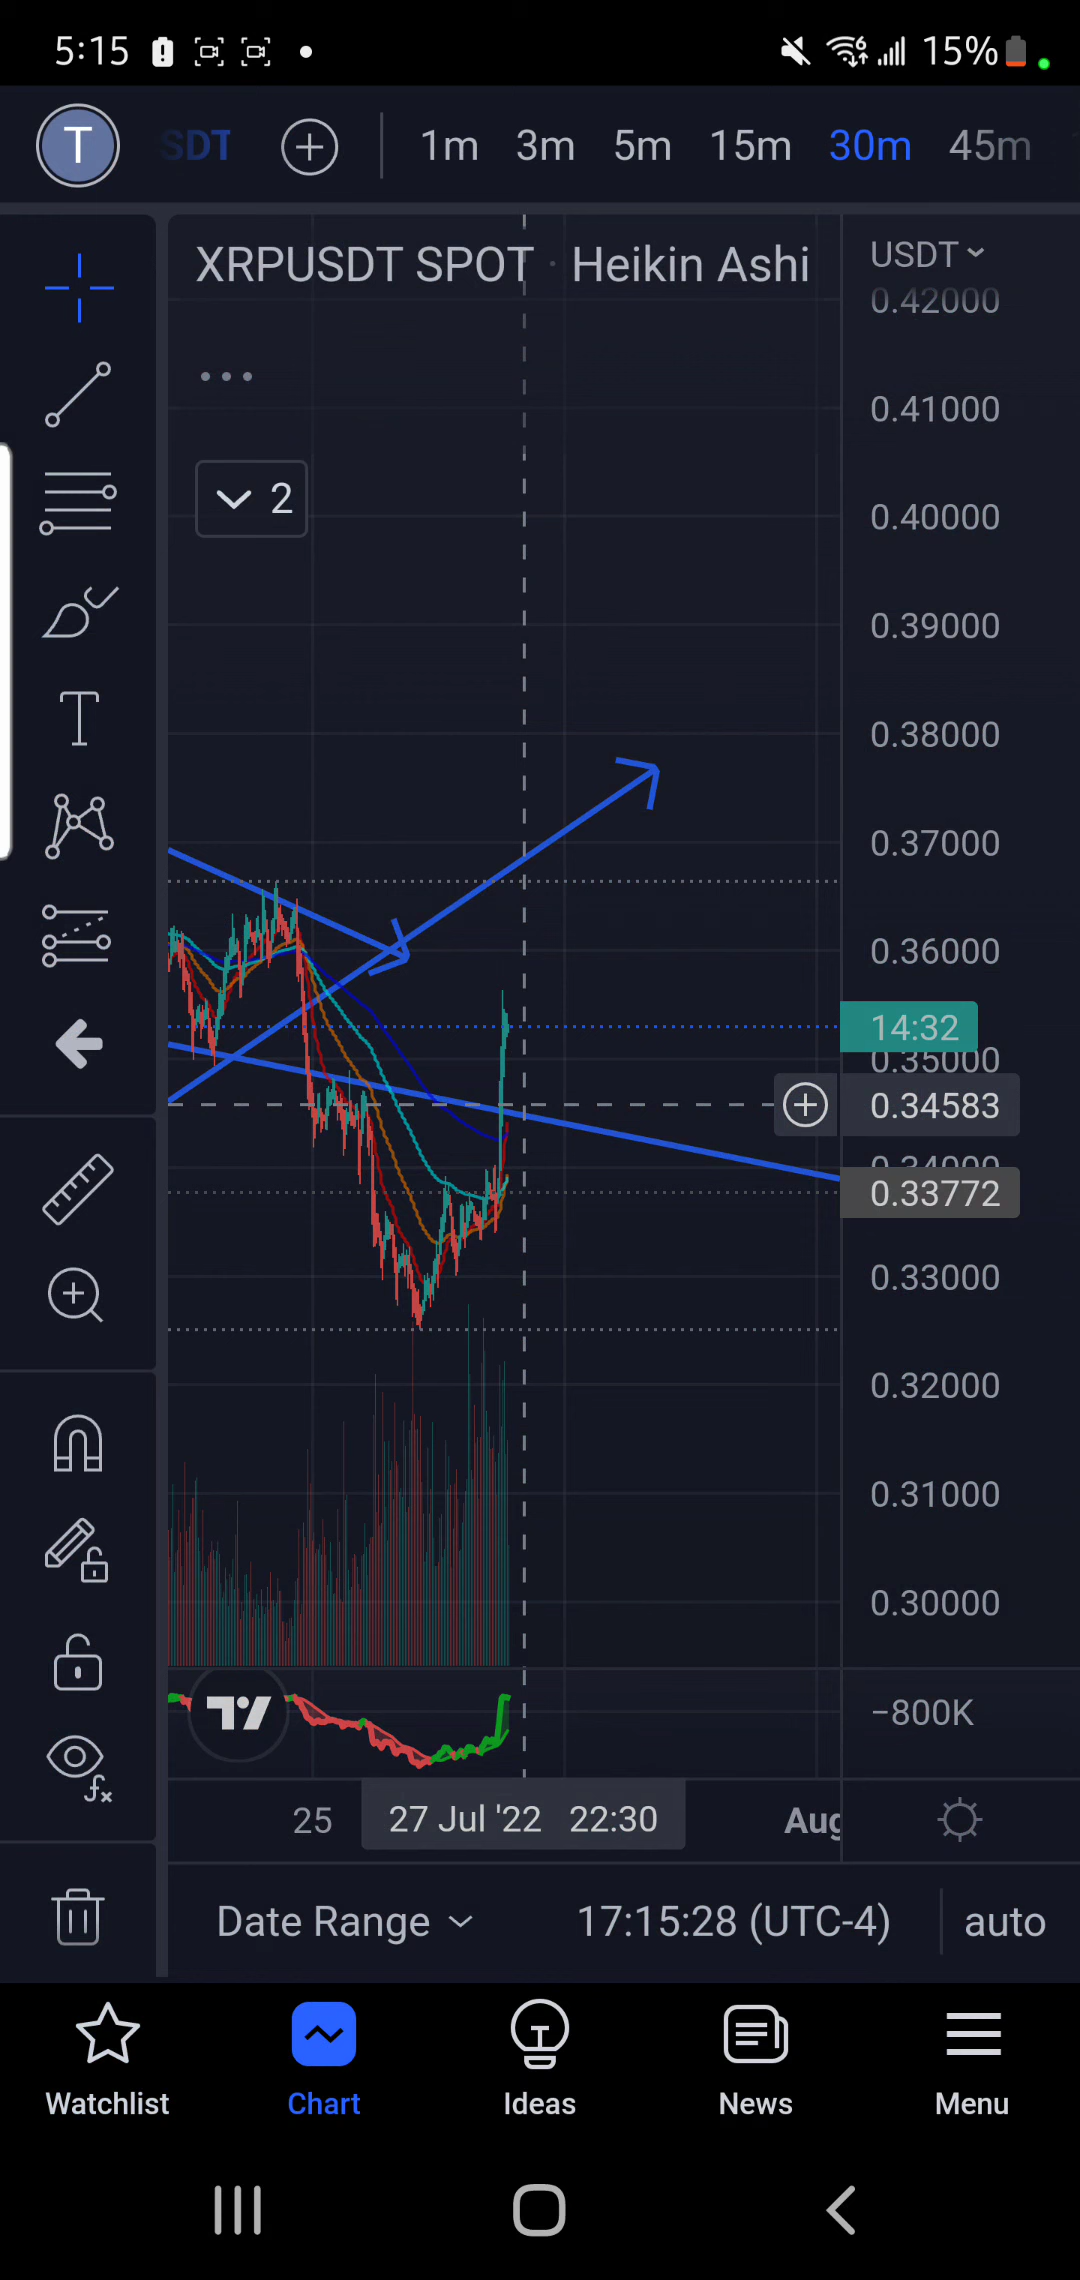 5:15 15%
T SDT 1m 3m 5m 15m 30m 45m
XRPUSDT SPOT · Heikin Ashi
USDT
0.42000
0.41000
2
0.40000
0.39000
0.38000
0.37000
0.36000
14:32
0.35000
0.34583
0.34000
0.33772
0.33000
0.32000
0.31000
0.30000
−800K
25 27 Jul '22 22:30 Aug
Date Range 17:15:28 (UTC-4) auto
Watchlist Chart Ideas News Menu